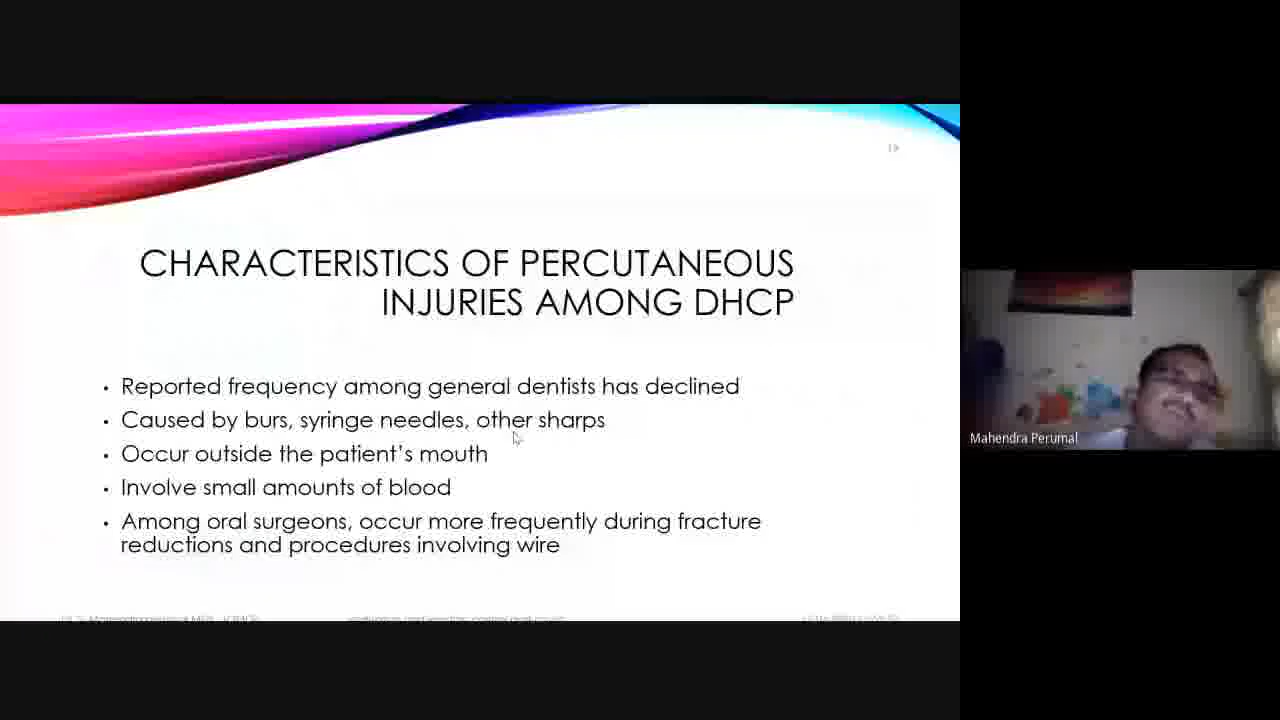 CHARACTERISTICS OF PERCUTANEOUS
INJURIES AMONG DHCP
• Reported frequency among general dentists has declined
• Caused by burs, syringe needles, other sharps
• Occur outside the patient's mouth
• Involve small amounts of blood
• Among oral surgeons, occur more frequently during fracture
reductions and procedures involving wire
Mahendra Perumal